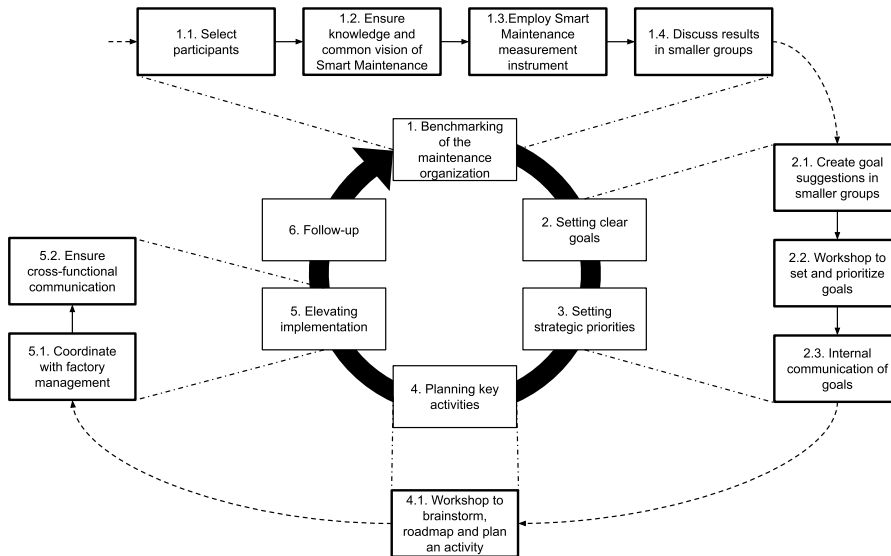 1.1. Select
participants
1.2. Ensure
knowledge and
common vision of
Smart Maintenance
1.3.Employ Smart
Maintenance
measurement
instrument
1.4. Discuss results
in smaller groups
1. Benchmarking
of the
maintenance
organization
2.1. Create goal
suggestions in
smaller groups
6. Follow-up
2. Setting clear
goals
5.2. Ensure
cross-functional
communication
2.2. Workshop to
set and prioritize
goals
5. Elevating
implementation
3. Setting
strategic priorities
5.1. Coordinate
with factory
management
2.3. Internal
communication of
goals
4. Planning key
activities
4.1. Workshop to
brainstorm,
roadmap and plan
an activity